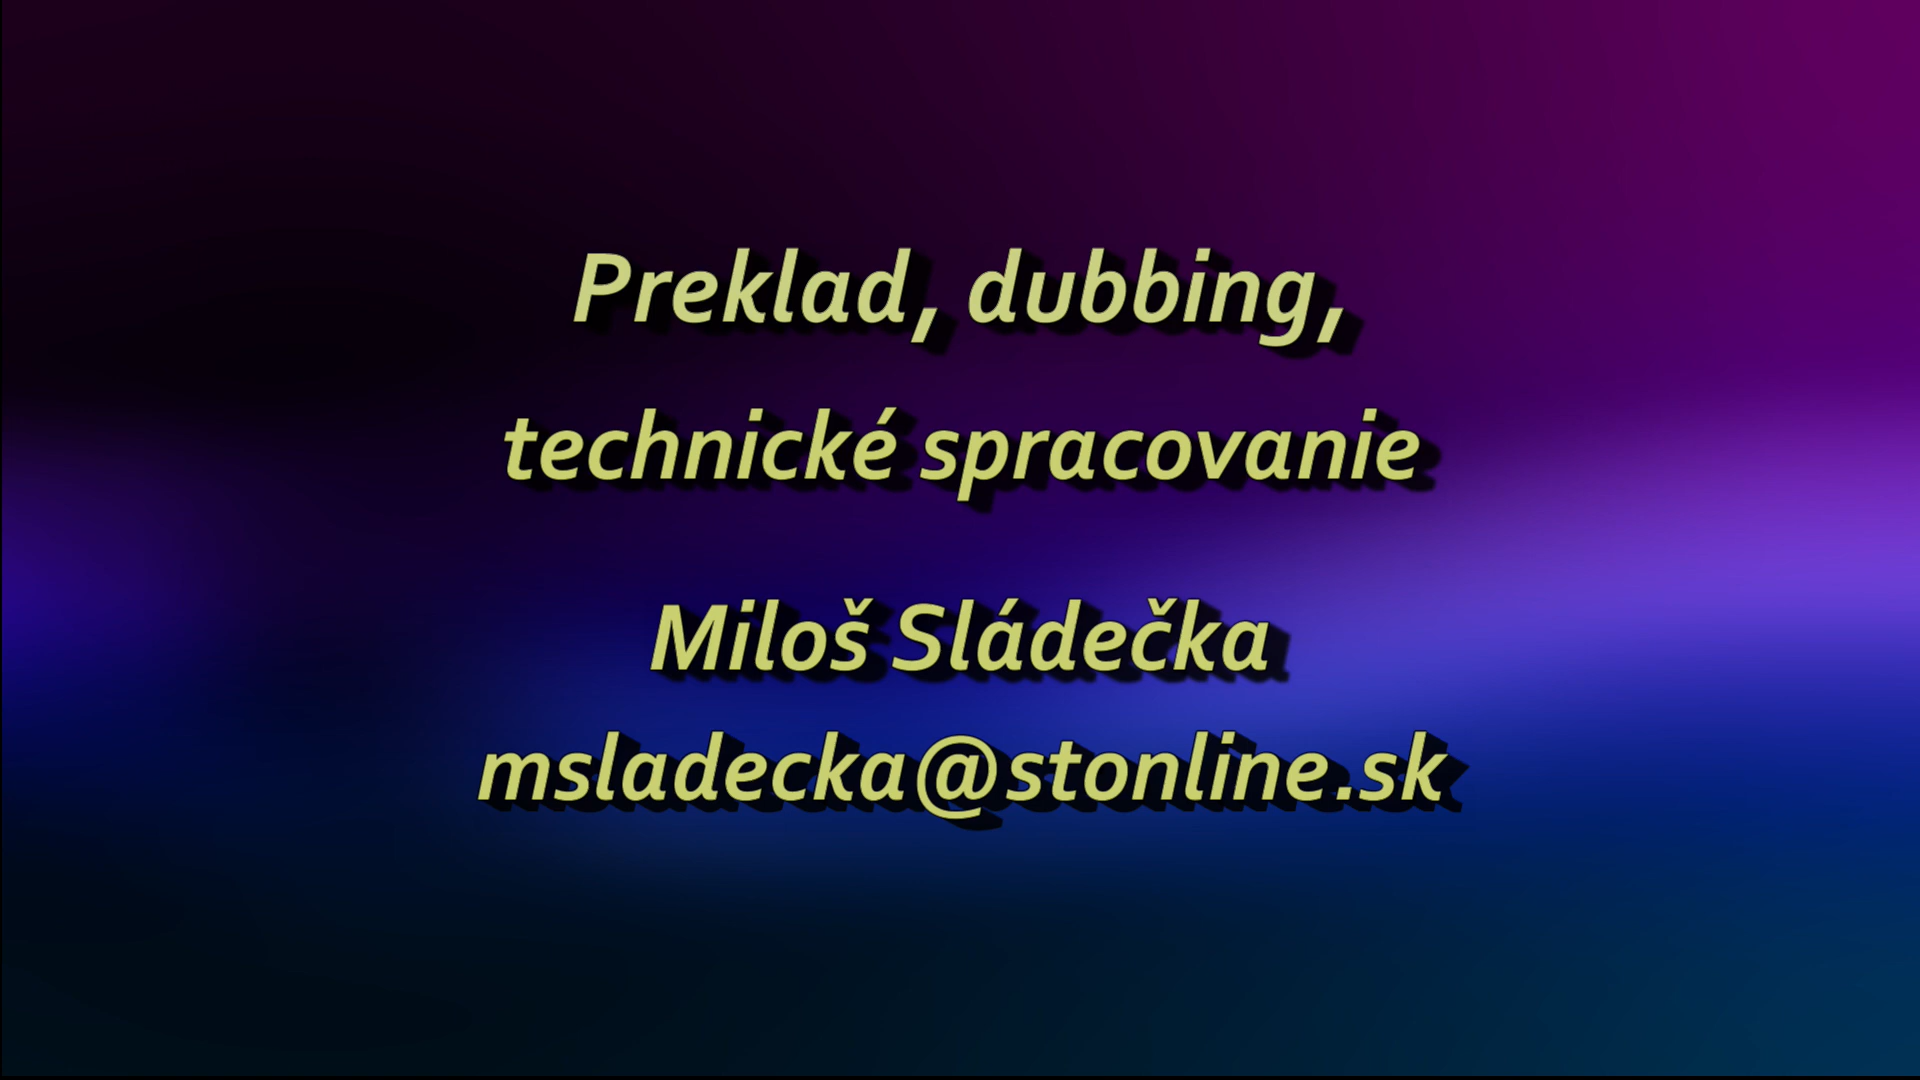 Preklad, dubbing,
technické spracovanie
Miloš Sládečka
msladecka@stonline.sk